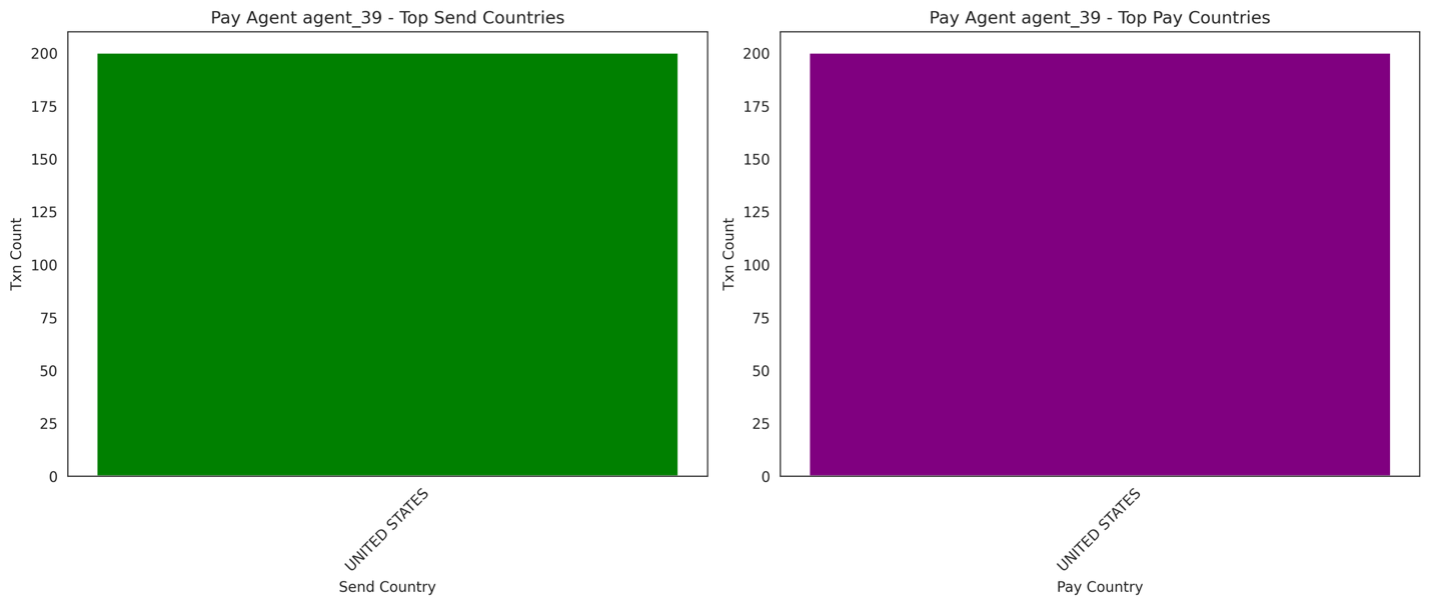 Pay Agent agent_39 - Top Send Countries
200
175
150
125
100
75
50
25
0
Txn Count
UNITED STATES
Send Country
Pay Agent agent_39 - Top Pay Countries
200
175
150
125
100
75
50
25
0
Txn Count
UNITED STATES
Pay Country